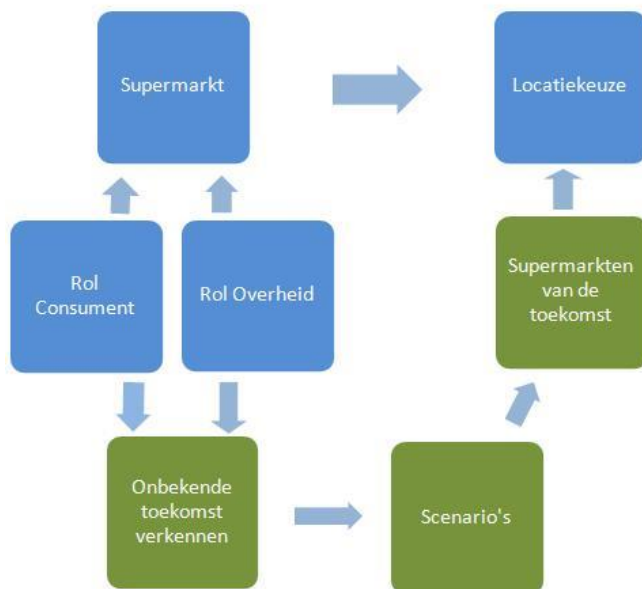 Supermarkt
Locatiekeuze
Rol
Consument
Rol Overheid
Supermarkten
van de
toekomst
Onbekende
toekomst
verkennen
Scenario's